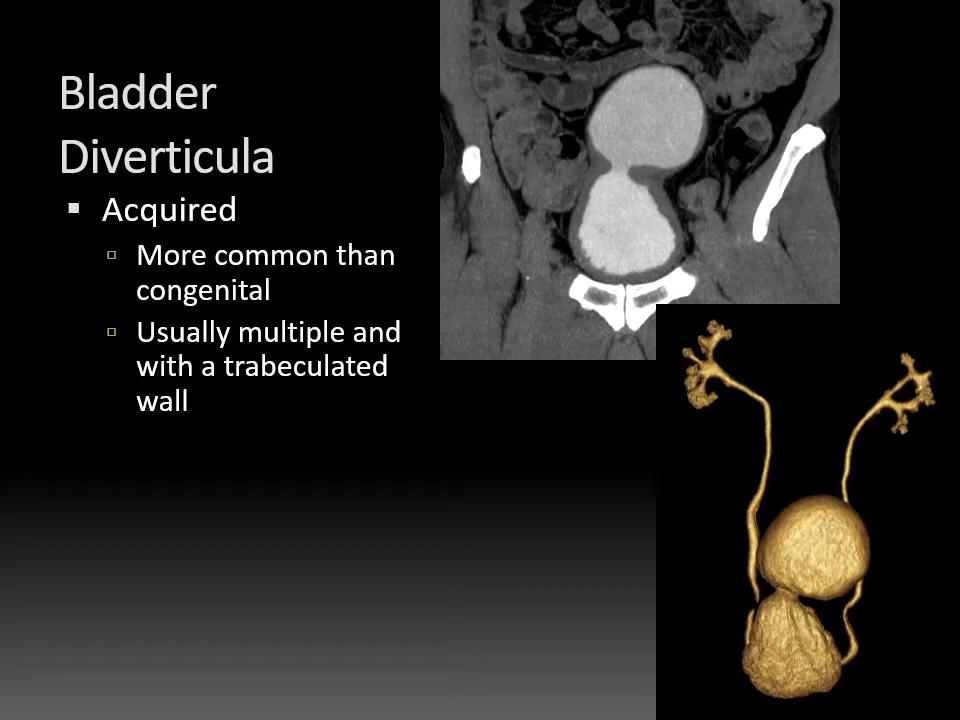 Bladder
Diverticula
▪ Acquired
▫ More common than
congenital
▫ Usually multiple and
with a trabeculated
wall